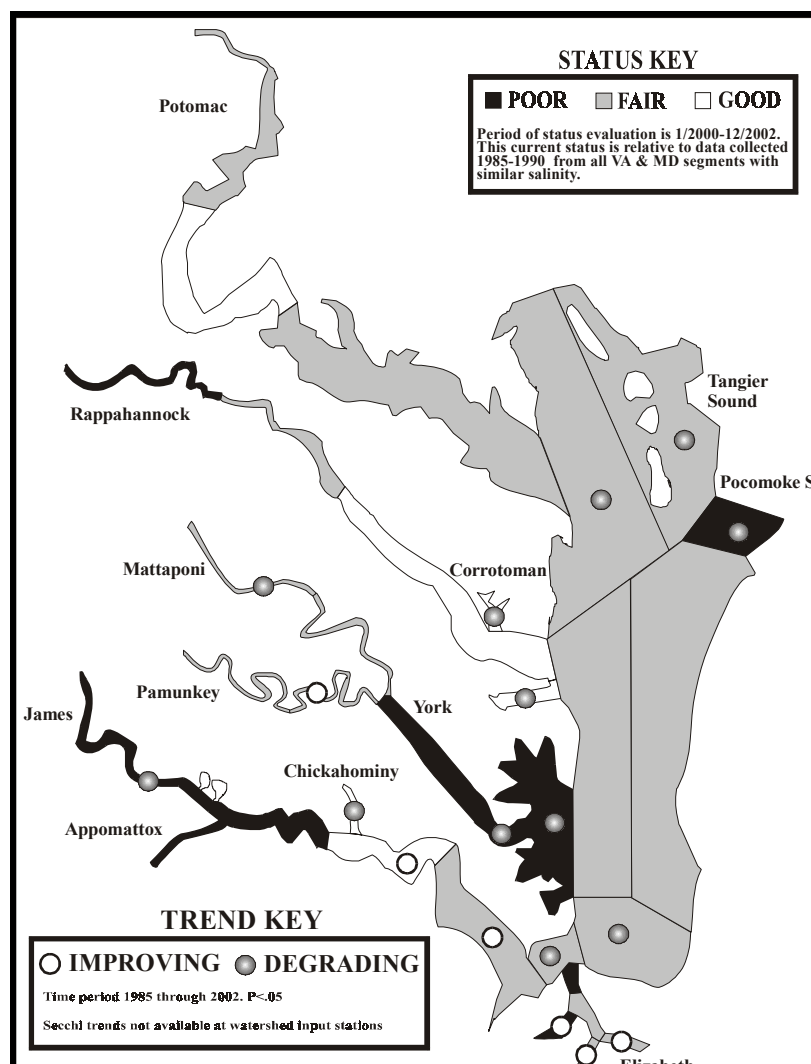 STATUS KEY
POOR FAIR GOOD
Period of status evaluation is 1/2000-12/2002.
This current status is relative to data collected
1985-1990 from all VA & MD segments with
similar salinity.
Potomac
Tangier
Sound
Rappahannock
Pocomoke S
Mattaponi
Corrotoman
Pamunkey
York
James
Chickahominy
Appomattox
TREND KEY
IMPROVING DEGRADING
Time period 1985 through 2002. P<.05
Secchi trends not available at watershed input stations
Elizabeth